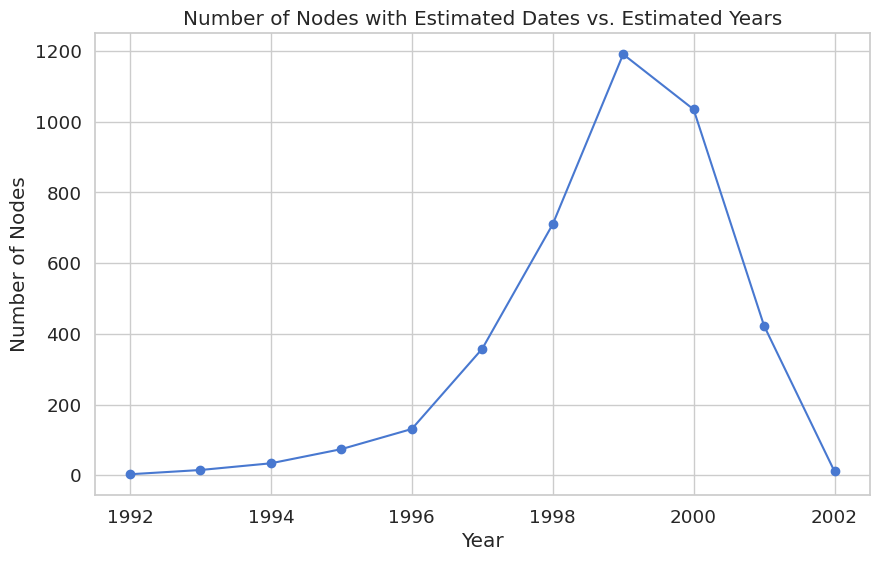 Number of Nodes with Estimated Dates vs. Estimated Years
Number of Nodes
1200
1000
800
600
400
200
0
1992 1994 1996 1998 2000 2002
Year